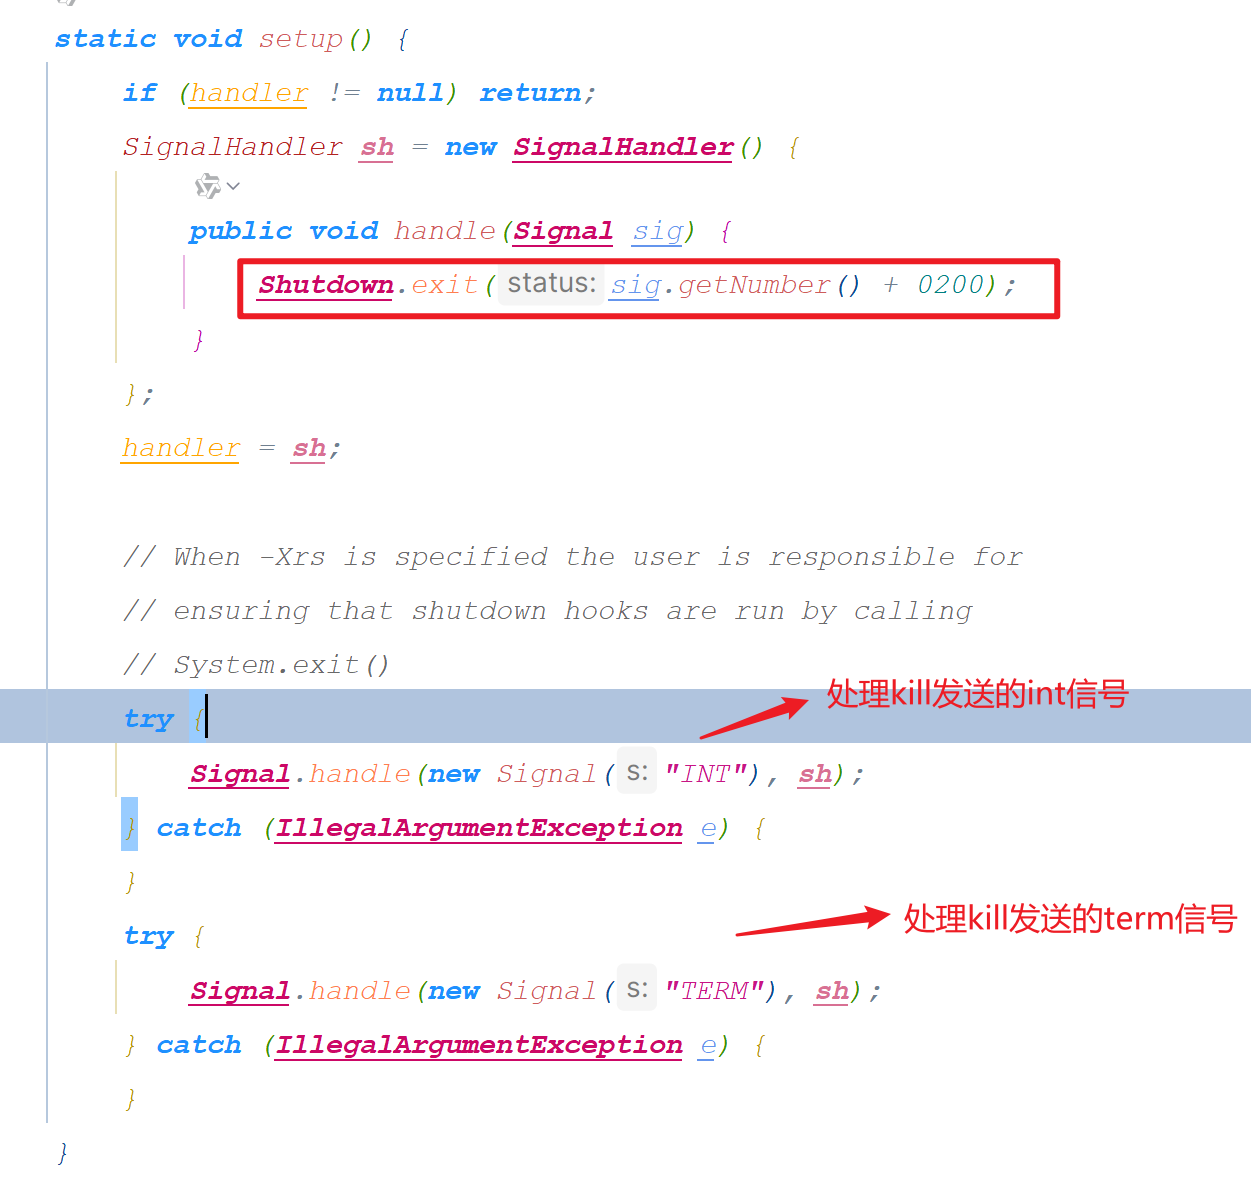 static void setup() {
if (handler != null) return;
SignalHandler sh = new SignalHandler() {
public void handle(Signal sig) {
Shutdown.exit( status: sig.getNumber() + 0200);
}
};
handler = sh;
// When -Xrs is specified the user is responsible for
// ensuring that shutdown hooks are run by calling
// System.exit()
处理kill发送的int信号
try {
Signal.handle(new Signal( s: "INT"), sh);
} catch (IllegalArgumentException e) {
}
处理kill发送的term信号
try {
Signal.handle(new Signal( s: "TERM"), sh);
} catch (IllegalArgumentException e) {
}
}